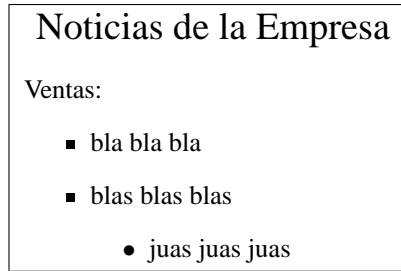 Noticias de la Empresa
Ventas:
▪ bla bla bla
▪ blas blas blas
• juas juas juas